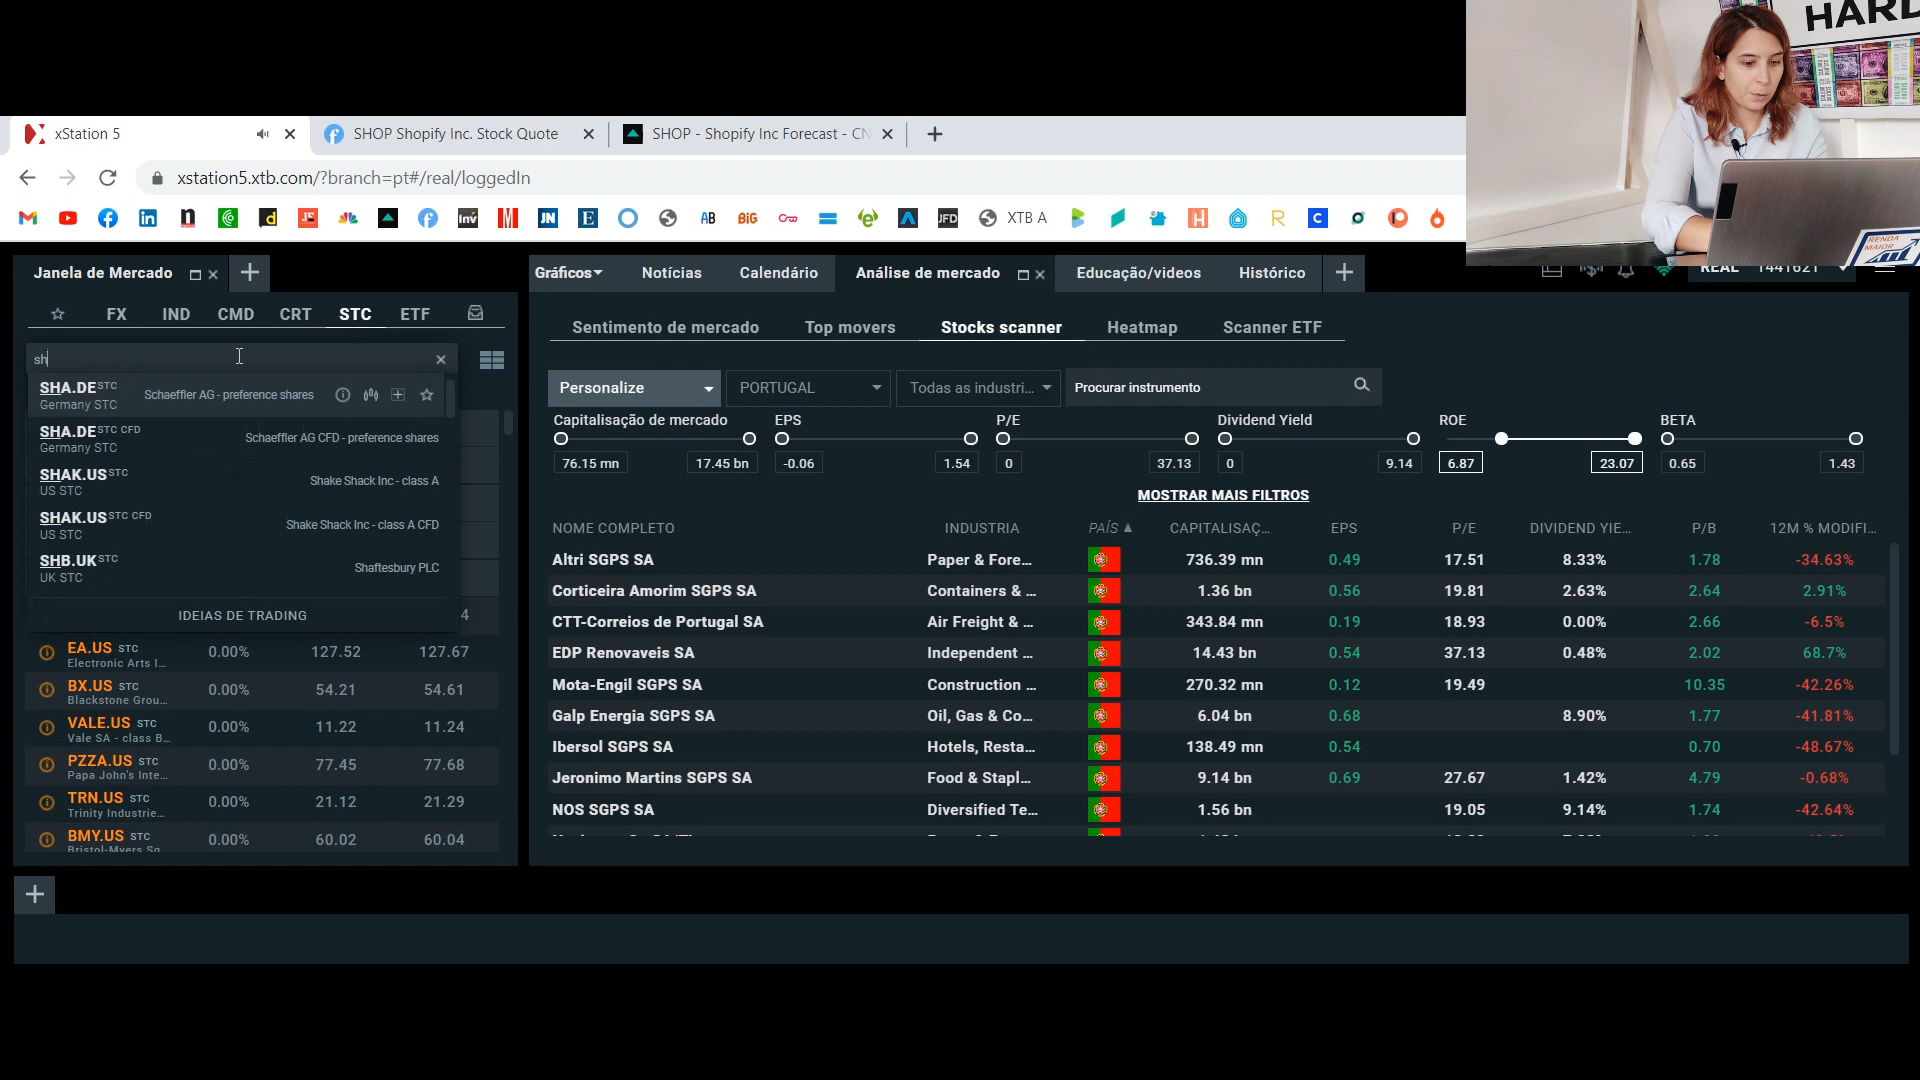 HARD
xStation 5
SHOP Shopify Inc. Stock Quote
SHOP - Shopify Inc Forecast - CN
xstation5.xtb.com/?branch=pt#/real/loggedIn
AB
BiG
JN
E
Inv
JFD
XTB A
H
R
C
RENDA
MAIOR
Janela de Mercado
Gráficos
Notícias
Calendário
Análise de mercado
Educação/videos
Histórico
REAL 1441621
FX IND CMD CRT STC ETF
Sentimento de mercado
Top movers
Stocks scanner
Heatmap
Scanner ETF
sh
SHA.DE STC
Schaeffler AG - preference shares
Germany STC
SHA.DE STC CFD
Schaeffler AG CFD - preference shares
Germany STC
SHAK.US STC
Shake Shack Inc - class A
US STC
SHAK.US STC CFD
Shake Shack Inc - class A CFD
US STC
SHB.UK STC
Shaftesbury PLC
UK STC
IDEIAS DE TRADING
4
EA.US STC 0.00% 127.52 127.67
Electronic Arts I...
BX.US STC 0.00% 54.21 54.61
Blackstone Grou...
VALE.US STC 0.00% 11.22 11.24
Vale SA - class B...
PZZA.US STC 0.00% 77.45 77.68
Papa John's Inte...
TRN.US STC 0.00% 21.12 21.29
Trinity Industrie...
BMY.US STC 0.00% 60.02 60.04
Bristol-Myers Sq
Personalize
PORTUGAL
Todas as industri...
Procurar instrumento
Capitalisação de mercado EPS P/E Dividend Yield ROE BETA
76.15 mn 17.45 bn -0.06 1.54 0 37.13 0 9.14 6.87 23.07 0.65 1.43
MOSTRAR MAIS FILTROS
NOME COMPLETO INDUSTRIA PAÍS ▲ CAPITALISAÇ... EPS P/E DIVIDEND YIE... P/B 12M % MODIFI...
Altri SGPS SA Paper & Fore... 736.39 mn 0.49 17.51 8.33% 1.78 -34.63%
Corticeira Amorim SGPS SA Containers & ... 1.36 bn 0.56 19.81 2.63% 2.64 2.91%
CTT-Correios de Portugal SA Air Freight & ... 343.84 mn 0.19 18.93 0.00% 2.66 -6.5%
EDP Renovaveis SA Independent ... 14.43 bn 0.54 37.13 0.48% 2.02 68.7%
Mota-Engil SGPS SA Construction ... 270.32 mn 0.12 19.49 10.35 -42.26%
Galp Energia SGPS SA Oil, Gas & Co... 6.04 bn 0.68 8.90% 1.77 -41.81%
Ibersol SGPS SA Hotels, Resta... 138.49 mn 0.54 0.70 -48.67%
Jeronimo Martins SGPS SA Food & Stapl... 9.14 bn 0.69 27.67 1.42% 4.79 -0.68%
NOS SGPS SA Diversified Te... 1.56 bn 19.05 9.14% 1.74 -42.64%